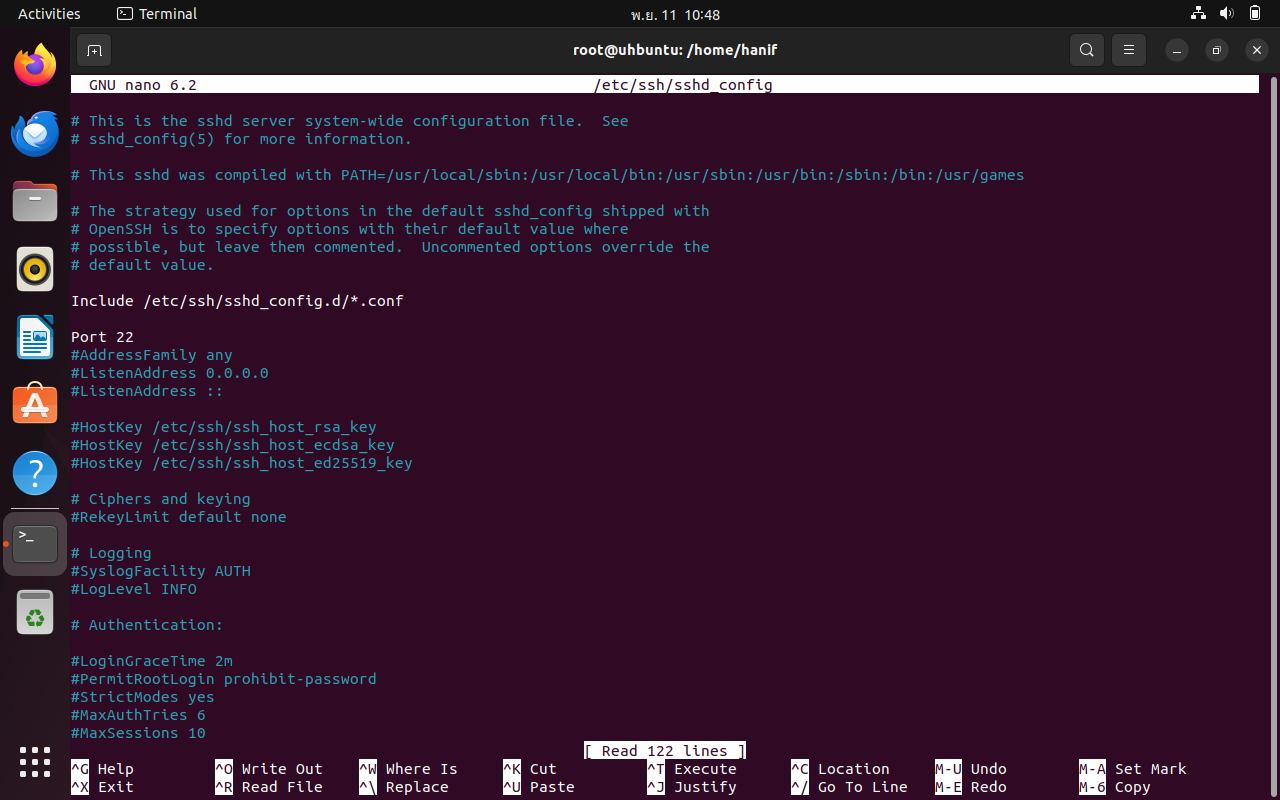 Activities
Terminal
พ.ย. 11 10:48
root@uhbuntu: /home/hanif
GNU nano 6.2
/etc/ssh/sshd_config
# This is the sshd server system-wide configuration file.  See
# sshd_config(5) for more information.
# This sshd was compiled with PATH=/usr/local/sbin:/usr/local/bin:/usr/sbin:/usr/bin:/sbin:/bin:/usr/games
# The strategy used for options in the default sshd_config shipped with
# OpenSSH is to specify options with their default value where
# possible, but leave them commented.  Uncommented options override the
# default value.
Include /etc/ssh/sshd_config.d/*.conf
Port 22
#AddressFamily any
#ListenAddress 0.0.0.0
#ListenAddress ::
#HostKey /etc/ssh/ssh_host_rsa_key
#HostKey /etc/ssh/ssh_host_ecdsa_key
#HostKey /etc/ssh/ssh_host_ed25519_key
# Ciphers and keying
#RekeyLimit default none
# Logging
#SyslogFacility AUTH
#LogLevel INFO
# Authentication:
#LoginGraceTime 2m
#PermitRootLogin prohibit-password
#StrictModes yes
#MaxAuthTries 6
#MaxSessions 10
[ Read 122 lines ]
^G Help ^O Write Out ^W Where Is ^K Cut ^T Execute ^C Location M-U Undo M-A Set Mark
^X Exit ^R Read File ^\ Replace ^U Paste ^J Justify ^/ Go To Line M-E Redo M-6 Copy